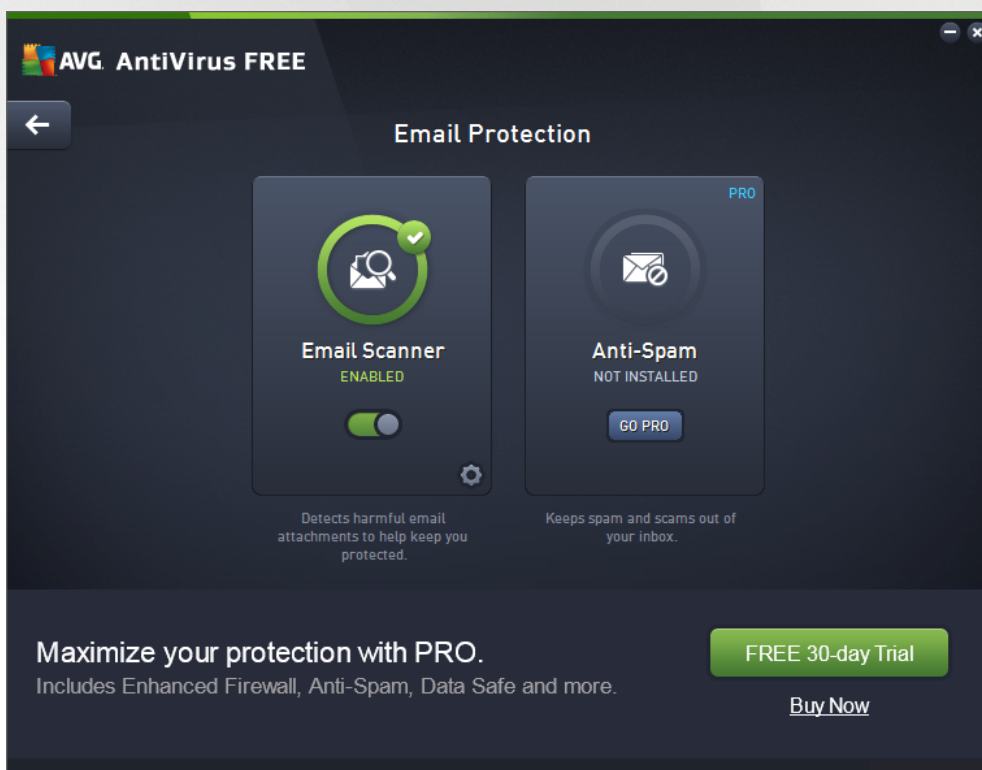 AVG AntiVirus FREE
Email Protection
PRO
Email Scanner
ENABLED
Anti-Spam
NOT INSTALLED
GO PRO
Detects harmful email
attachments to help keep you
protected.
Keeps spam and scams out of
your inbox.
Maximize your protection with PRO.
Includes Enhanced Firewall, Anti-Spam, Data Safe and more.
FREE 30-day Trial
Buy Now